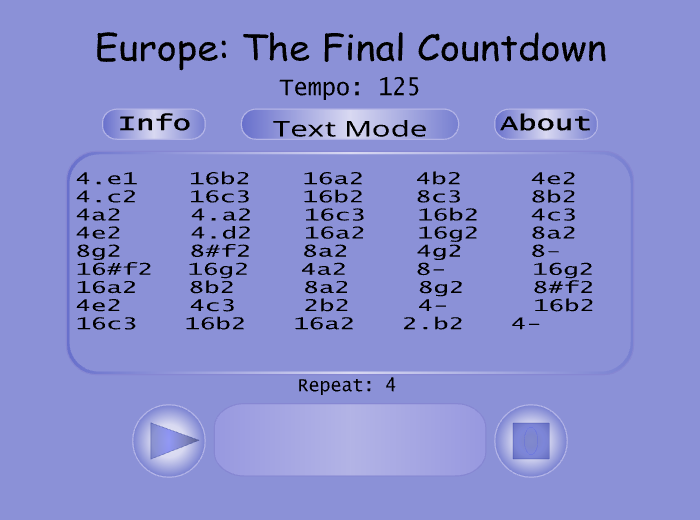 Europe: The Final Countdown
Tempo: 125
Info Text Mode About
4.e1 16b2 16a2 4b2 4e2
4.c2 16c3 16b2 8c3 8b2
4a2 4.a2 16c3 16b2 4c3
4e2 4.d2 16a2 16g2 8a2
8g2 8#f2 8a2 4g2 8-
16#f2 16g2 4a2 8- 16g2
16a2 8b2 8a2 8g2 8#f2
4e2 4c3 2b2 4- 16b2
16c3 16b2 16a2 2.b2 4-
Repeat: 4